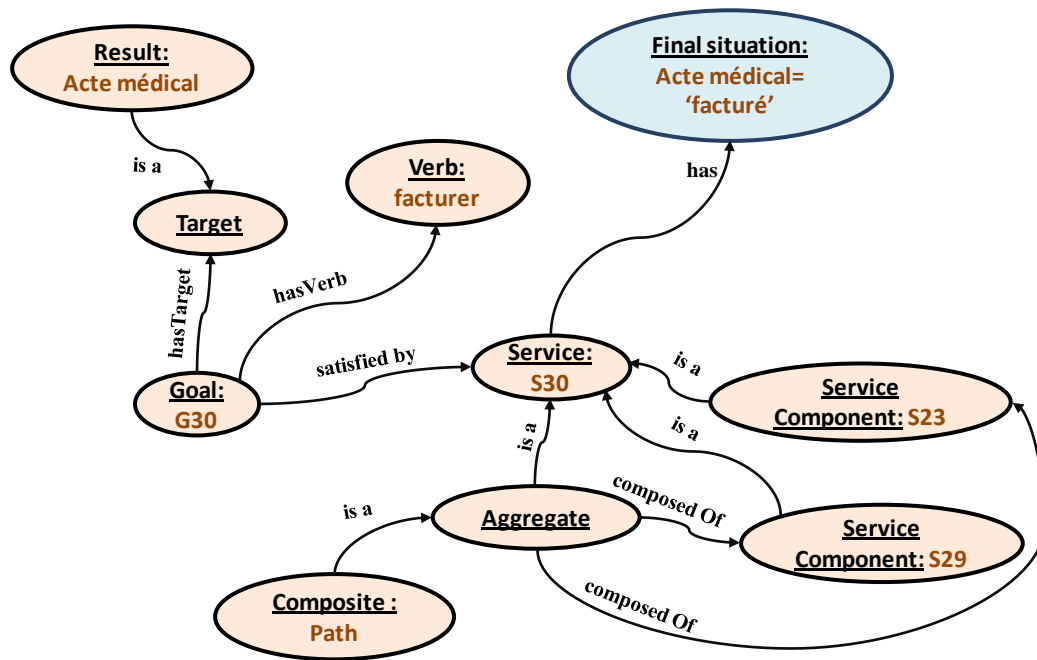 Result:
Acte médical
Final situation:
Acte médical=
‘facturé’
is a
Verb:
facturer
has
Target
hasTarget
hasVerb
satisfied by
Service:
S30
is a
Service
Component: S23
Goal:
G30
is a
is a
composed Of
is a
Aggregate
Service
Component: S29
Composite :
Path
composed Of